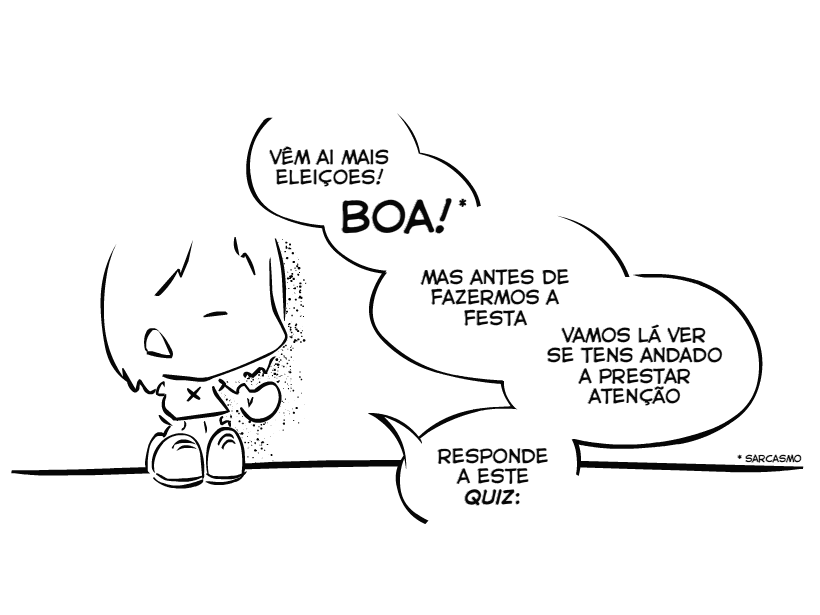 VÊM AI MAIS
ELEIÇOES!
BOA!*
MAS ANTES DE
FAZERMOS A
FESTA
VAMOS LÁ VER
SE TENS ANDADO
A PRESTAR
ATENÇÃO
RESPONDE
A ESTE
QUIZ:
* SARCASMO